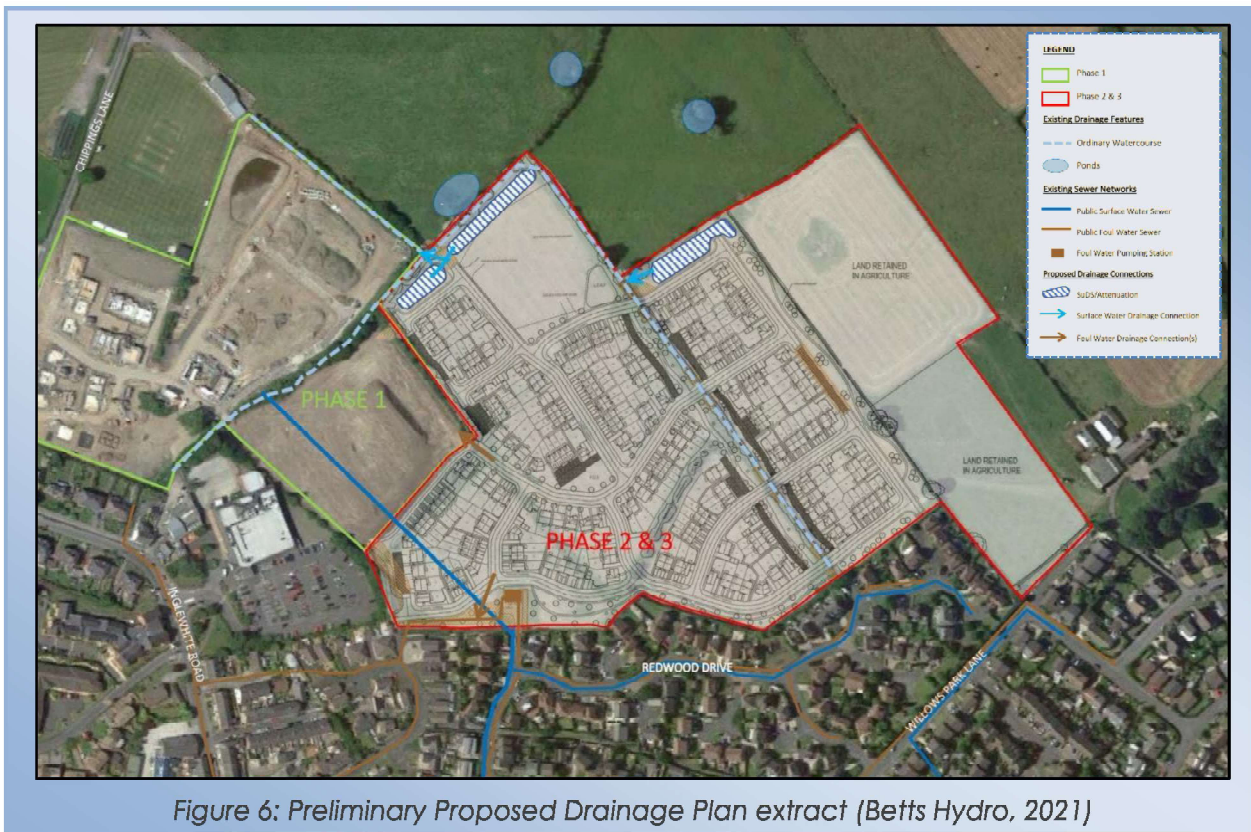 CHIPPINGS LANE
LEGEND
Phase 1
Phase 2 & 3
Existing Drainage Features
Ordinary Watercourse
Ponds
Existing Sewer Networks
Public Surface Water Sewer
Public Foul Water Sewer
Foul Water Pumping Station
Proposed Drainage Connections
SuDS/Attenuation
Surface Water Drainage Connection
Foul Water Drainage Connection(s)
LAND RETAINED
IN AGRICULTURE
PHASE 1
LAND RETAINED
IN AGRICULTURE
PHASE 2 & 3
INGLEWHITE ROAD
REDWOOD DRIVE
WILLOWS PARK LANE
Figure 6: Preliminary Proposed Drainage Plan extract (Betts Hydro, 2021)